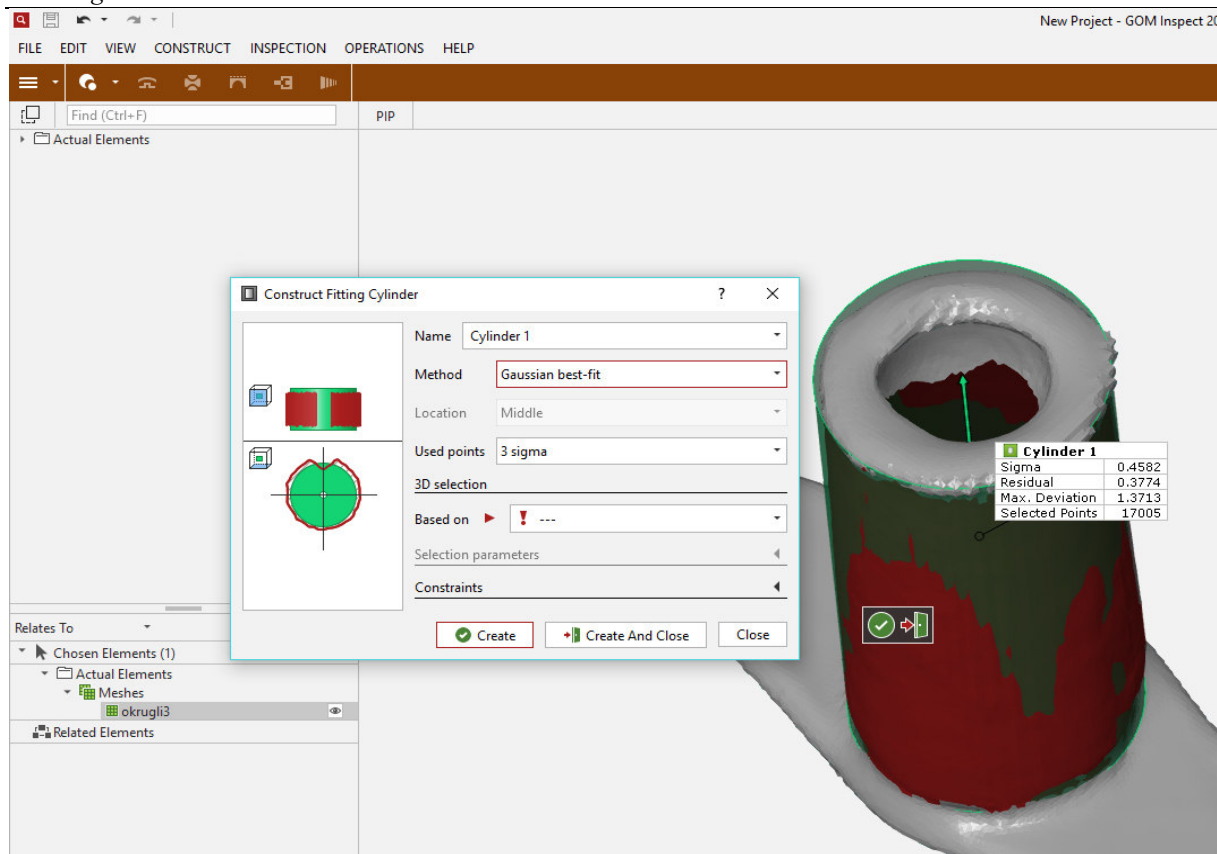 New Project - GOM Inspect 20
FILE EDIT VIEW CONSTRUCT INSPECTION OPERATIONS HELP
Find (Ctrl+F)
PIP
Actual Elements
Construct Fitting Cylinder ? ×
Name Cylinder 1
Method Gaussian best-fit
Location Middle
Used points 3 sigma
3D selection
Based on ! ---
Selection parameters
Constraints
Create Create And Close Close
Cylinder 1
Sigma 0.4582
Residual 0.3774
Max. Deviation 1.3713
Selected Points 17005
Relates To
Chosen Elements (1)
Actual Elements
Meshes
okrugli3
Related Elements